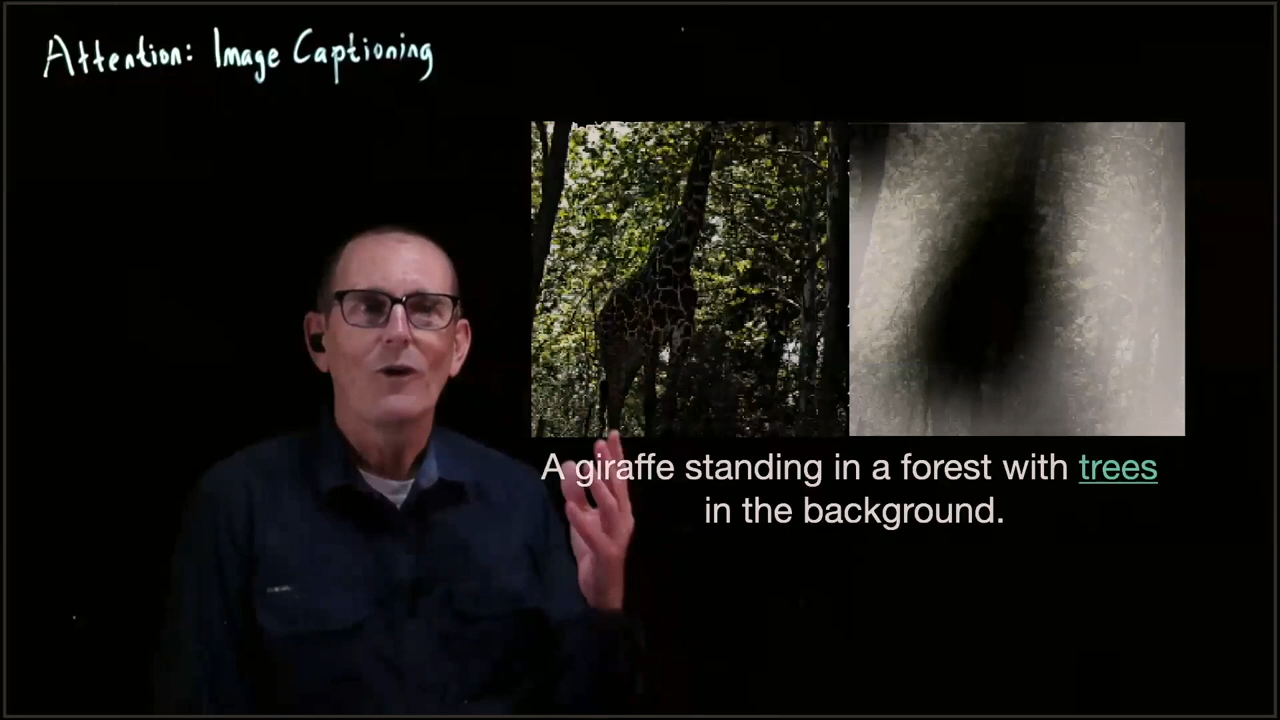 Attention: Image Captioning
A giraffe standing in a forest with trees
in the background.